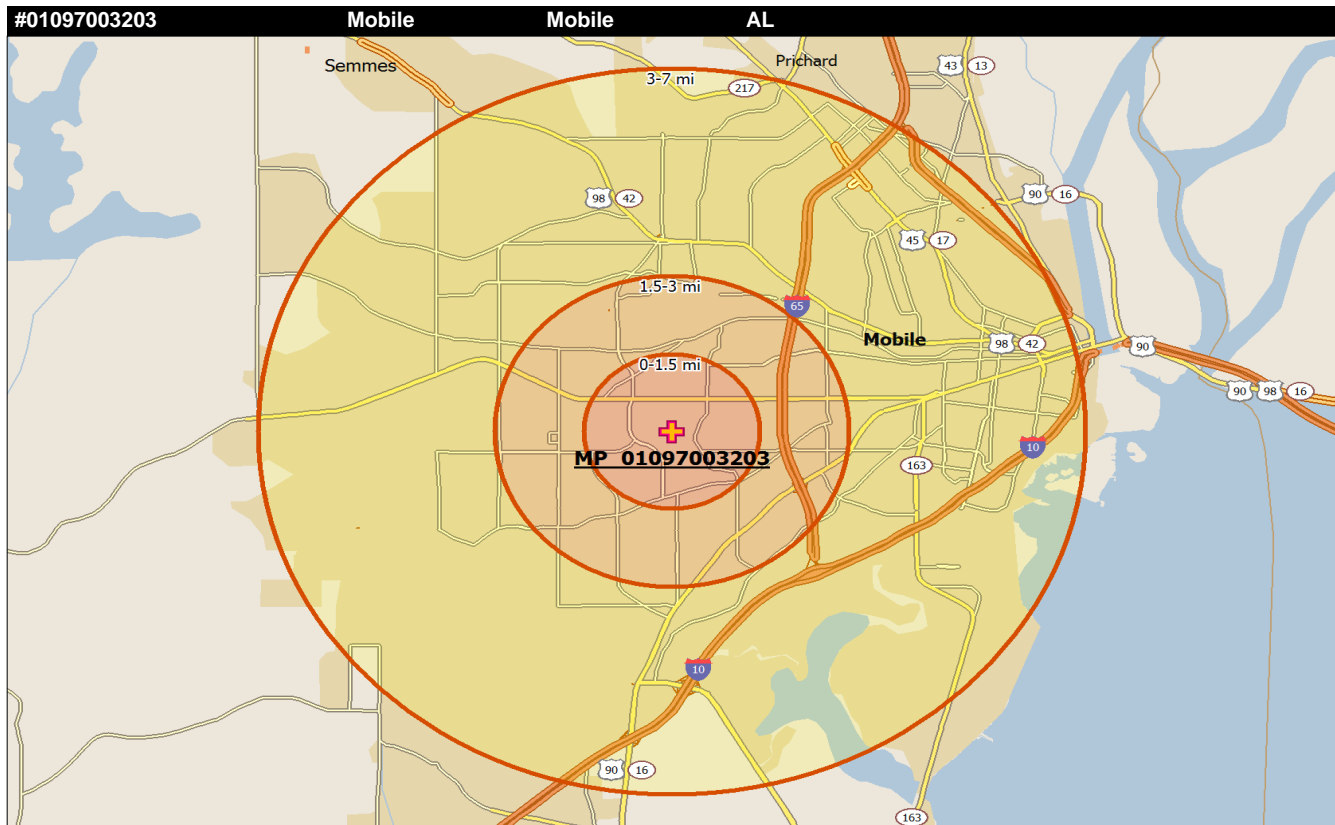 #01097003203 Mobile Mobile AL
Semmes
Prichard
43 13
3-7 mi
217
98 42
90 16
45 17
1.5-3 mi
65
Mobile
98 42
90
0-1.5 mi
90 98 16
MP 01097003203
10
163
10
90 16
163